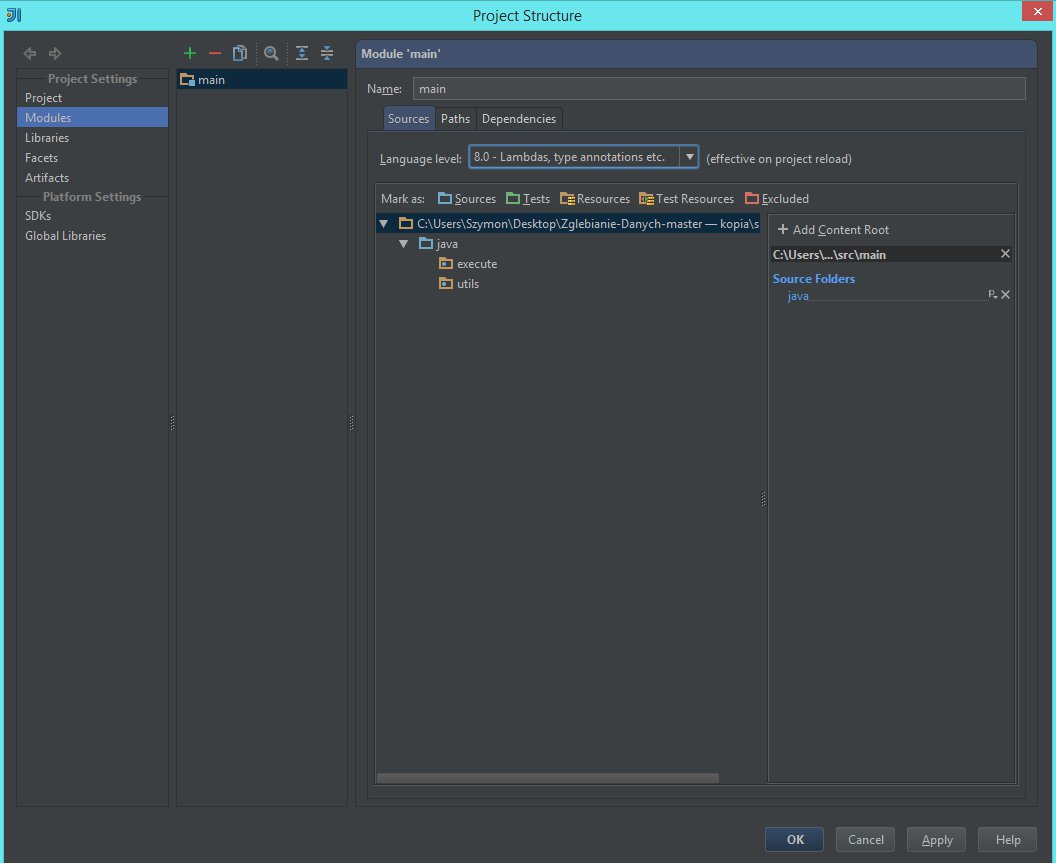 Project Structure
Project Settings
Project
Modules
Libraries
Facets
Artifacts
Platform Settings
SDKs
Global Libraries
main
Module 'main'
Name: main
Sources Paths Dependencies
Language level: 8.0 - Lambdas, type annotations etc. (effective on project reload)
Mark as: Sources Tests Resources Test Resources Excluded
C:\Users\Szymon\Desktop\Zglebianie-Danych-master — kopia\s
java
execute
utils
+ Add Content Root
C:\Users\...\src\main
Source Folders
java
OK Cancel Apply Help